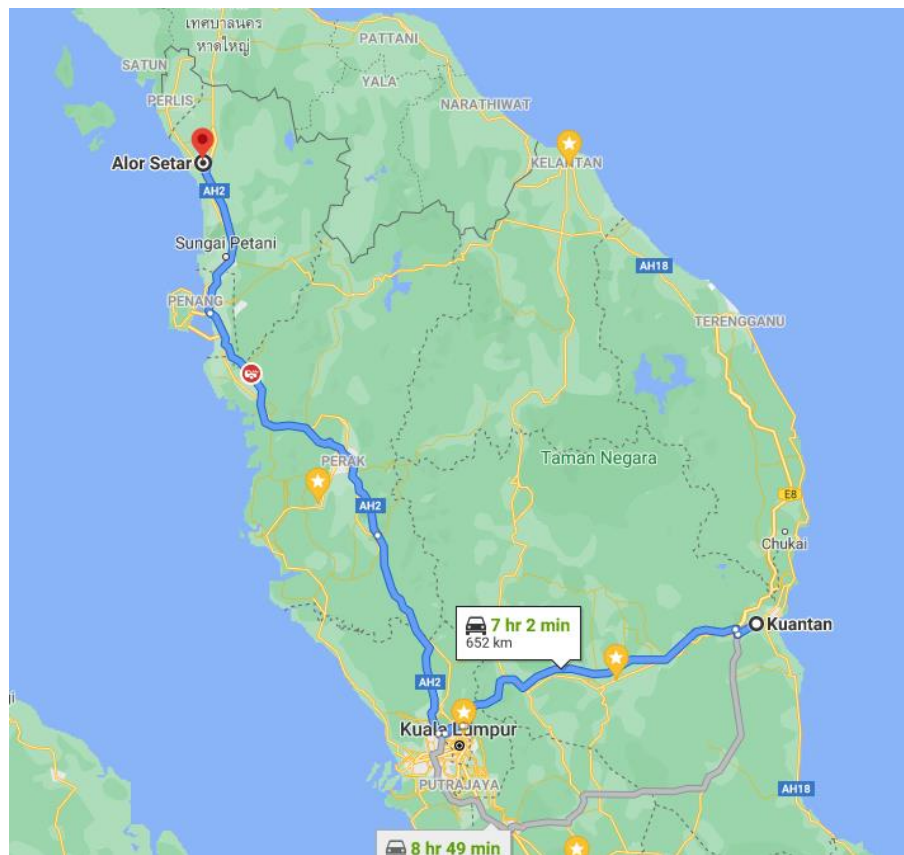 เทศบาลนคร
หาดใหญ่
PATTANI
SATUN
YALA
PERLIS
NARATHIWAT
Alor Setar
KELANTAN
AH2
Sungai Petani
AH18
PENANG
TERENGGANU
Taman Negara
PERAK
E8
AH2
Chukai
7 hr 2 min
652 km
Kuantan
AH2
Kuala Lumpur
PUTRAJAYA
AH18
8 hr 49 min